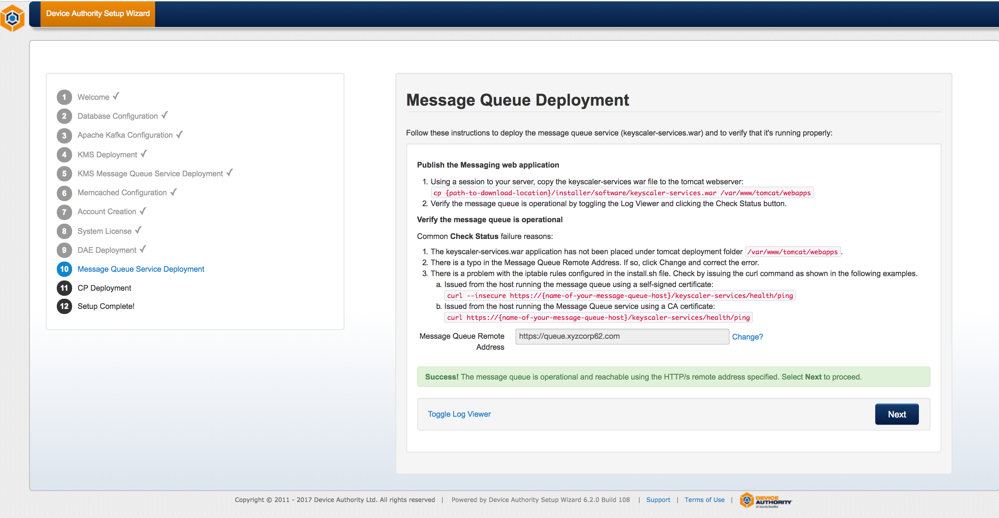 Device Authority Setup Wizard
1 Welcome ✓
2 Database Configuration ✓
3 Apache Kafka Configuration ✓
4 KMS Deployment ✓
5 KMS Message Queue Service Deployment ✓
6 Memcached Configuration ✓
7 Account Creation ✓
8 System License ✓
9 DAE Deployment ✓
10 Message Queue Service Deployment
11 CP Deployment
12 Setup Complete!
Message Queue Deployment
Follow these instructions to deploy the message queue service (keyscaler-services.war) and to verify that it's running properly:
Publish the Messaging web application
1. Using a session to your server, copy the keyscaler-services war file to the tomcat webserver:
cp {path-to-download-location}/installer/software/keyscaler-services.war /var/www/tomcat/webapps
2. Verify the message queue is operational by toggling the Log Viewer and clicking the Check Status button.
Verify the message queue is operational
Common Check Status failure reasons:
1. The keyscaler-services.war application has not been placed under tomcat deployment folder /var/www/tomcat/webapps .
2. There is a typo in the Message Queue Remote Address. If so, click Change and correct the error.
3. There is a problem with the iptable rules configured in the install.sh file. Check by issuing the curl command as shown in the following examples.
a. Issued from the host running the message queue using a self-signed certificate:
curl --insecure https://{name-of-your-message-queue-host}/keyscaler-services/health/ping
b. Issued from the host running the Message Queue service using a CA certificate:
curl https://{name-of-your-message-queue-host}/keyscaler-services/health/ping
Message Queue Remote
Address
https://queue.xyzcorp62.com
Change?
Success! The message queue is operational and reachable using the HTTP/s remote address specified. Select Next to proceed.
Toggle Log Viewer
Next
Copyright © 2011 - 2017 Device Authority Ltd. All rights reserved | Powered by Device Authority Setup Wizard 6.2.0 Build 108 | Support | Terms of Use |
DEVICE
AUTHORITY
IoT Security Simplified